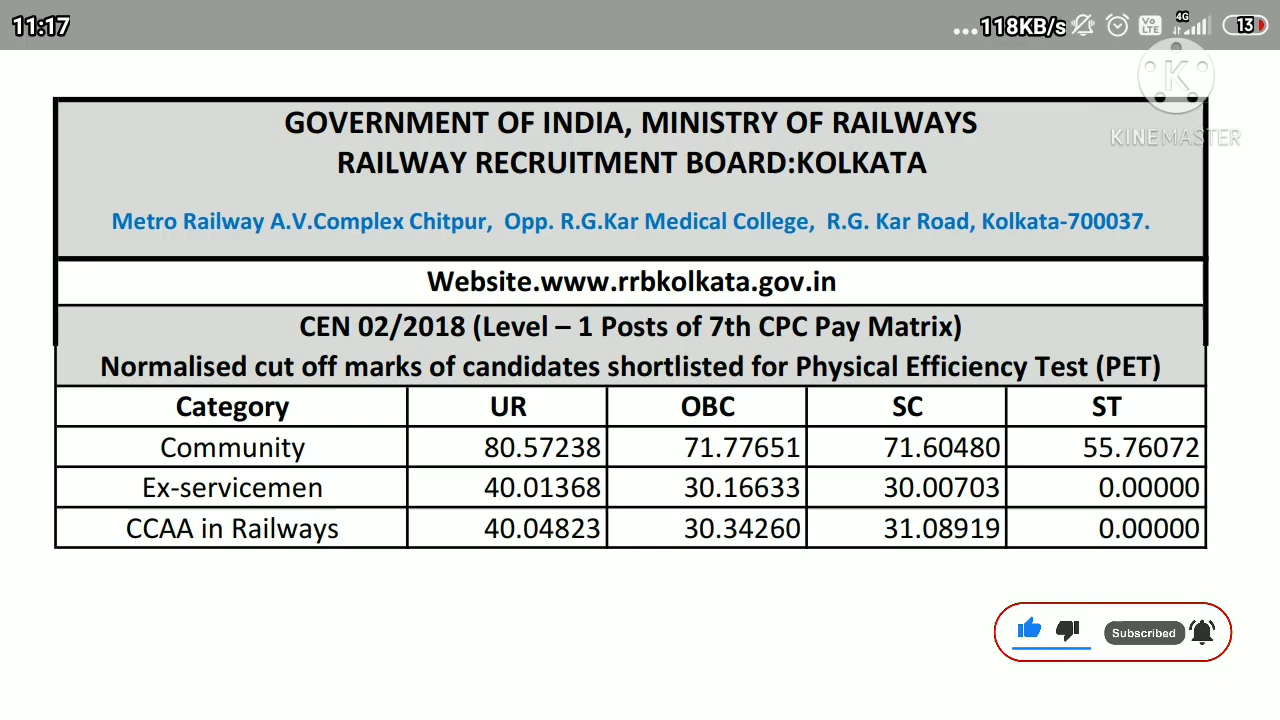 11:17
...118KB/s
Vo LTE
4G
13
K
KINEMASTER
GOVERNMENT OF INDIA, MINISTRY OF RAILWAYS
RAILWAY RECRUITMENT BOARD:KOLKATA
Metro Railway A.V.Complex Chitpur, Opp. R.G.Kar Medical College, R.G. Kar Road, Kolkata-700037.
Website.www.rrbkolkata.gov.in
CEN 02/2018 (Level – 1 Posts of 7th CPC Pay Matrix)
Normalised cut off marks of candidates shortlisted for Physical Efficiency Test (PET)
Category UR OBC SC ST
Community 80.57238 71.77651 71.60480 55.76072
Ex-servicemen 40.01368 30.16633 30.00703 0.00000
CCAA in Railways 40.04823 30.34260 31.08919 0.00000
Subscribed